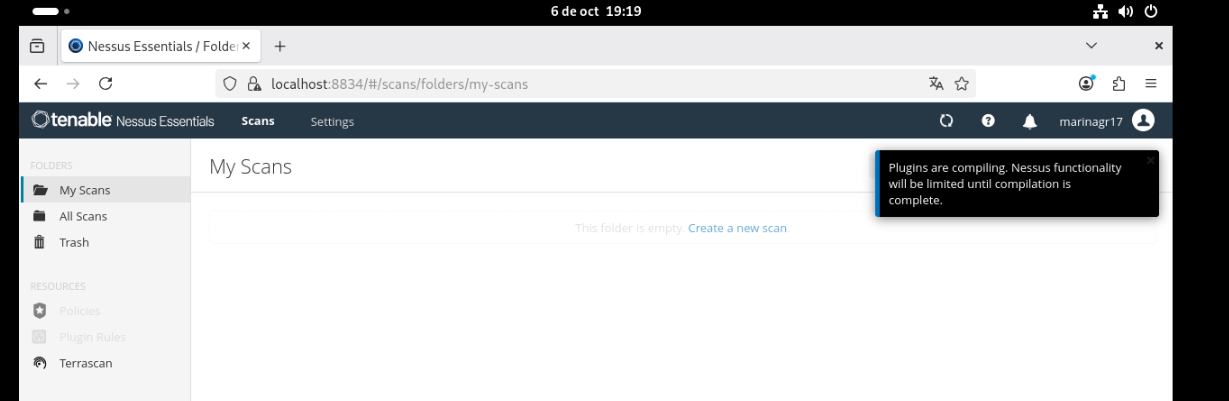 6 de oct 19:19
Nessus Essentials / Folde
localhost:8834/#/scans/folders/my-scans
tenable Nessus Essentials
Scans
Settings
marinagr17
FOLDERS
My Scans
All Scans
Trash
RESOURCES
Policies
Plugin Rules
Terrascan
My Scans
Plugins are compiling. Nessus functionality
will be limited until compilation is
complete.
This folder is empty. Create a new scan.